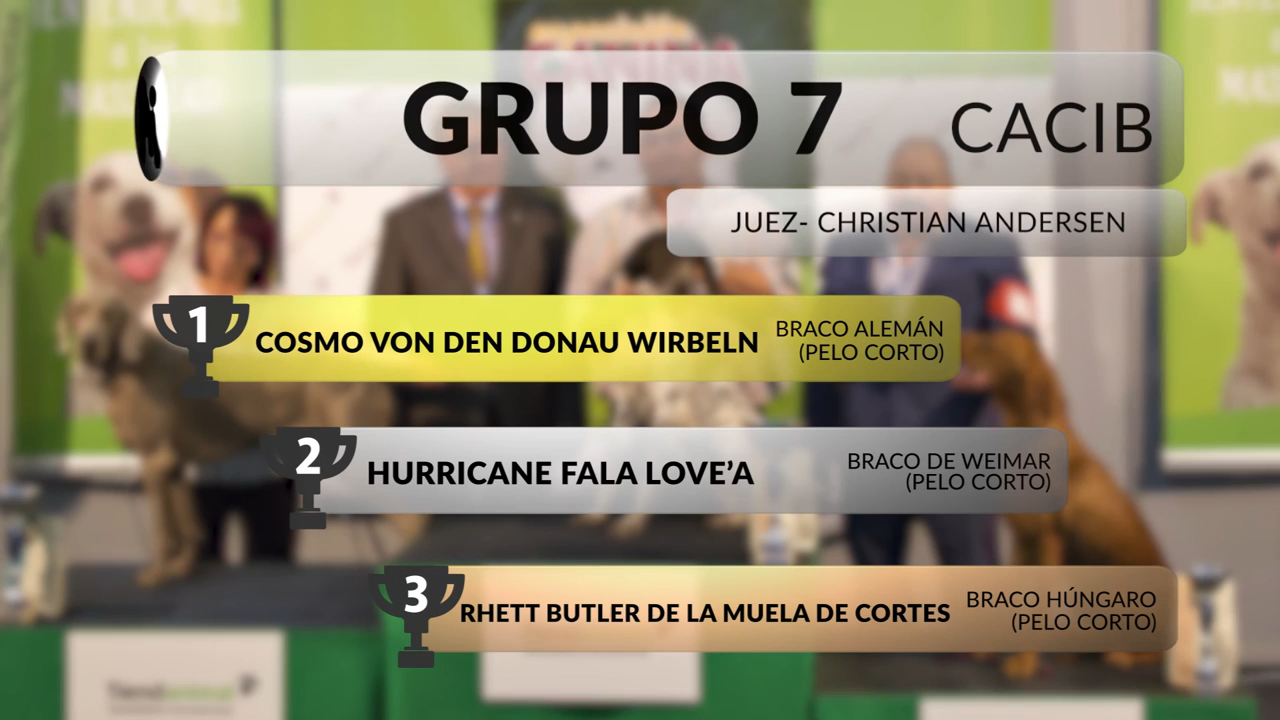 GRUPO 7 CACIB
JUEZ- CHRISTIAN ANDERSEN
1 COSMO VON DEN DONAU WIRBELN BRACO ALEMÁN
(PELO CORTO)
2 HURRICANE FALA LOVE’A BRACO DE WEIMAR
(PELO CORTO)
3 RHETT BUTLER DE LA MUELA DE CORTES BRACO HÚNGARO
(PELO CORTO)